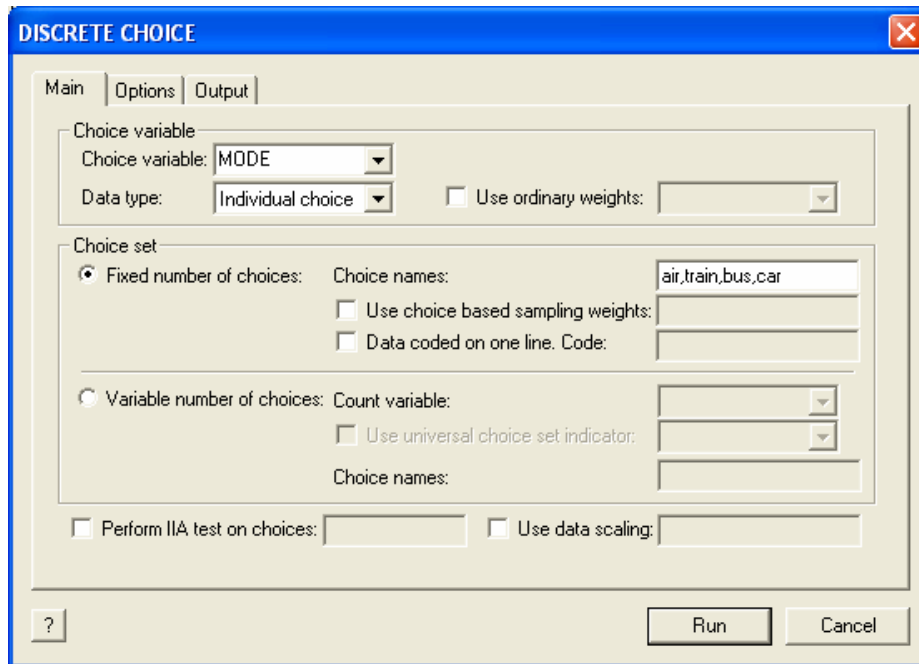 DISCRETE CHOICE
Main Options Output
Choice variable
Choice variable: MODE
Data type: Individual choice Use ordinary weights:
Choice set
Fixed number of choices: Choice names: air,train,bus,car
Use choice based sampling weights:
Data coded on one line. Code:
Variable number of choices: Count variable:
Use universal choice set indicator:
Choice names:
Perform IIA test on choices: Use data scaling:
? Run Cancel